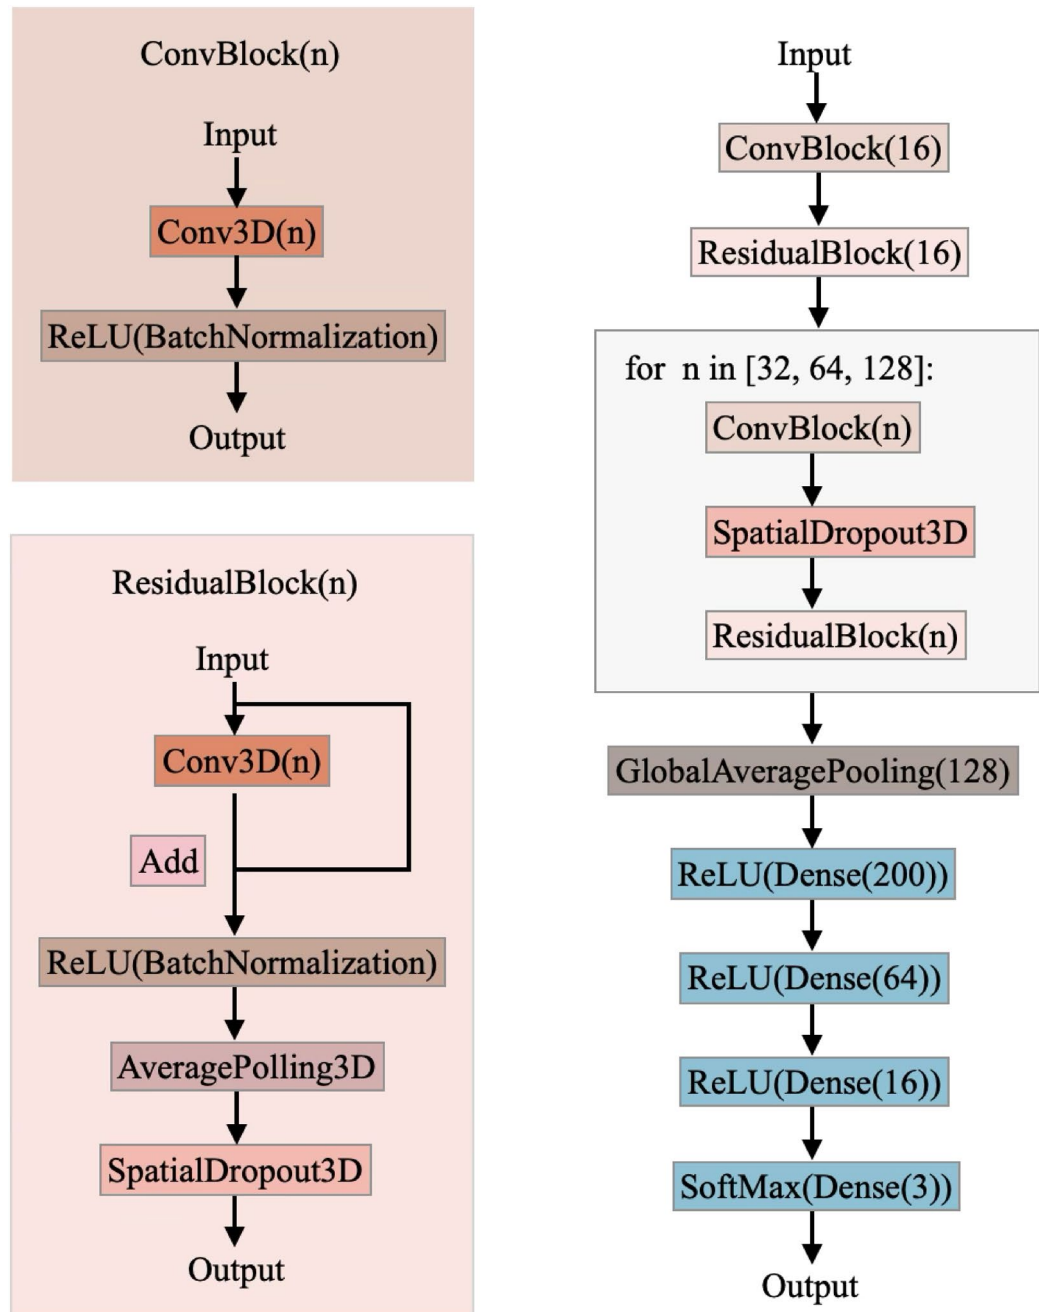 ConvBlock(n)
Input
Conv3D(n)
ReLU(BatchNormalization)
Output
ResidualBlock(n)
Input
Conv3D(n)
Add
ReLU(BatchNormalization)
AveragePolling3D
SpatialDropout3D
Output
Input
ConvBlock(16)
ResidualBlock(16)
for n in [32, 64, 128]:
ConvBlock(n)
SpatialDropout3D
ResidualBlock(n)
GlobalAveragePooling(128)
ReLU(Dense(200))
ReLU(Dense(64))
ReLU(Dense(16))
SoftMax(Dense(3))
Output